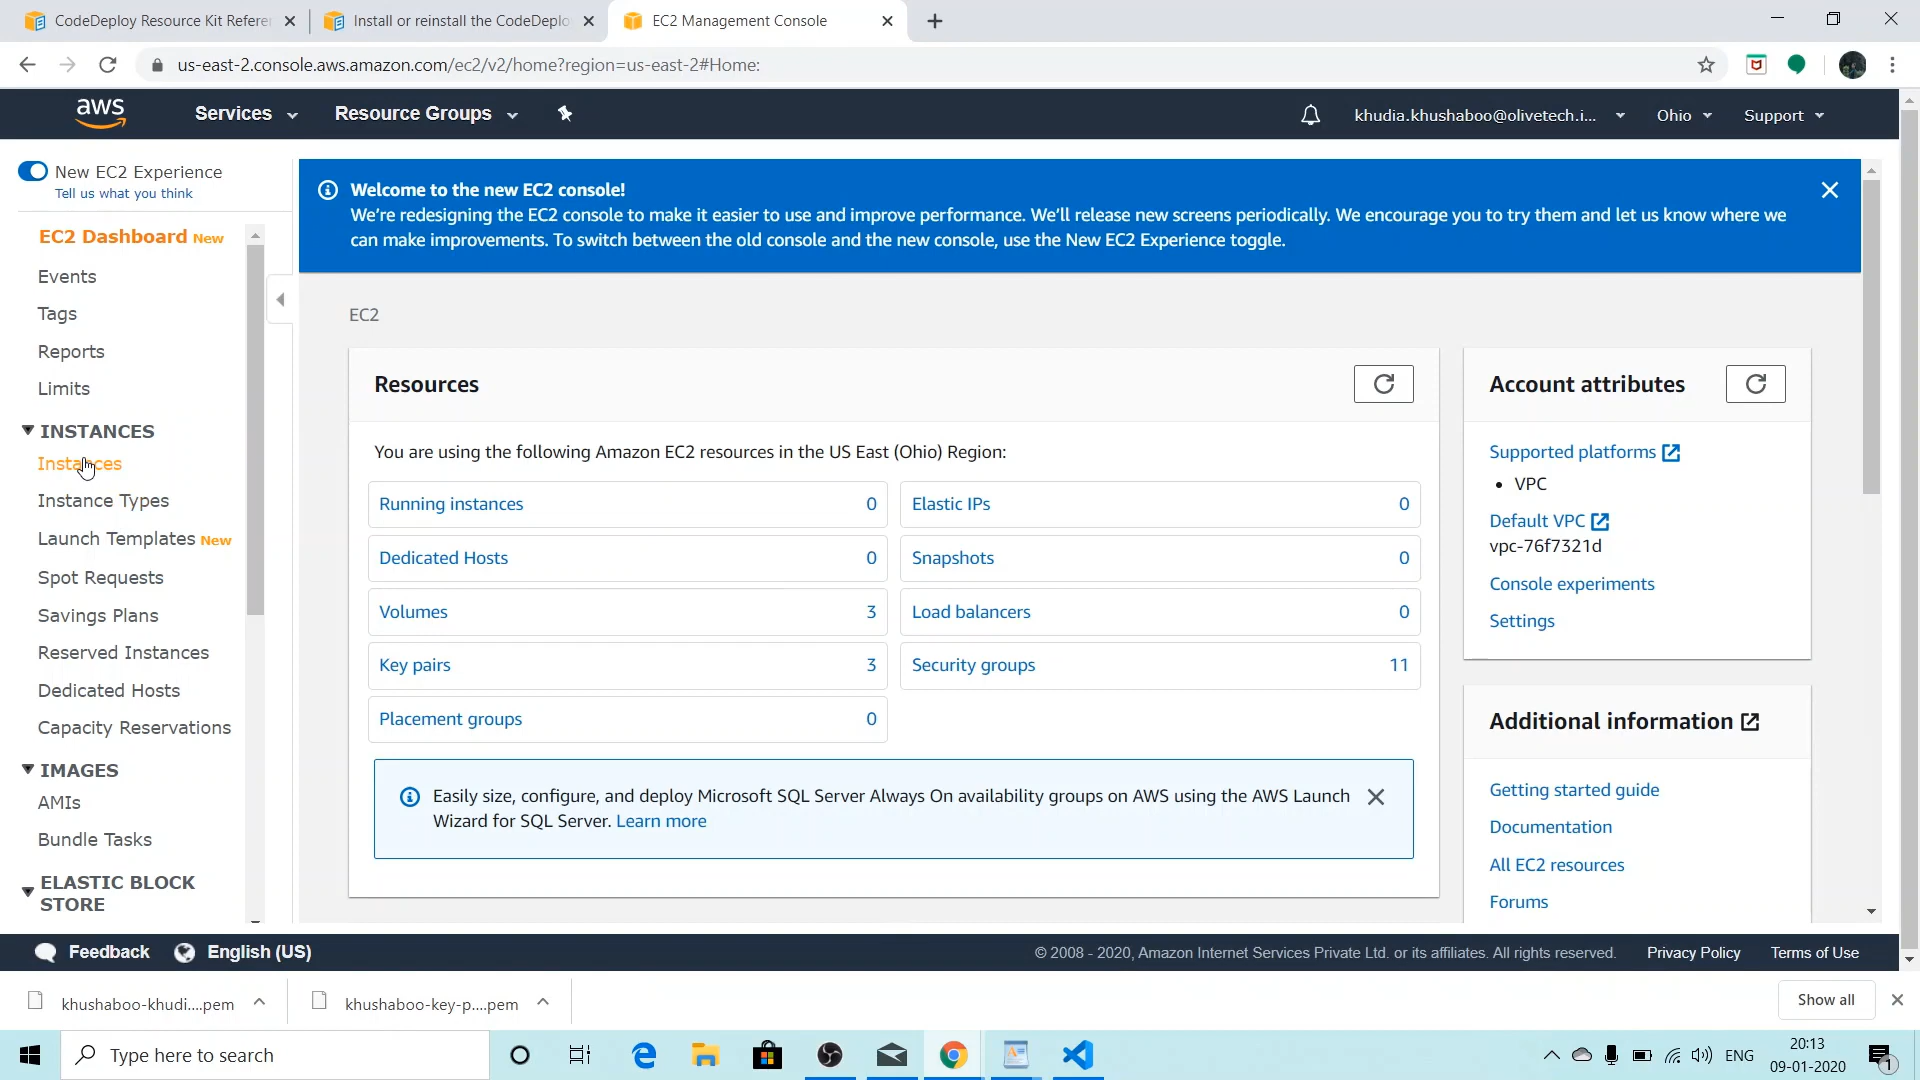 CodeDeploy Resource Kit Refere
Install or reinstall the CodeDeplo
EC2 Management Console
us-east-2.console.aws.amazon.com/ec2/v2/home?region=us-east-2#Home:
aws
Services
Resource Groups
khudia.khushaboo@olivetech.i...
Ohio
Support
New EC2 Experience
Tell us what you think
EC2 Dashboard New
Events
Tags
Reports
Limits
INSTANCES
Instances
Instance Types
Launch Templates New
Spot Requests
Savings Plans
Reserved Instances
Dedicated Hosts
Capacity Reservations
IMAGES
AMIs
Bundle Tasks
ELASTIC BLOCK
STORE
Welcome to the new EC2 console!
We're redesigning the EC2 console to make it easier to use and improve performance. We'll release new screens periodically. We encourage you to try them and let us know where we
can make improvements. To switch between the old console and the new console, use the New EC2 Experience toggle.
EC2
Resources
You are using the following Amazon EC2 resources in the US East (Ohio) Region:
Running instances 0
Elastic IPs 0
Dedicated Hosts 0
Snapshots 0
Volumes 3
Load balancers 0
Key pairs 3
Security groups 11
Placement groups 0
Easily size, configure, and deploy Microsoft SQL Server Always On availability groups on AWS using the AWS Launch
Wizard for SQL Server. Learn more
Account attributes
Supported platforms
VPC
Default VPC
vpc-76f7321d
Console experiments
Settings
Additional information
Getting started guide
Documentation
All EC2 resources
Forums
Feedback
English (US)
© 2008 - 2020, Amazon Internet Services Private Ltd. or its affiliates. All rights reserved.
Privacy Policy
Terms of Use
khushaboo-khudi....pem
khushaboo-key-p....pem
Show all
Type here to search
ENG
20:13
09-01-2020
1